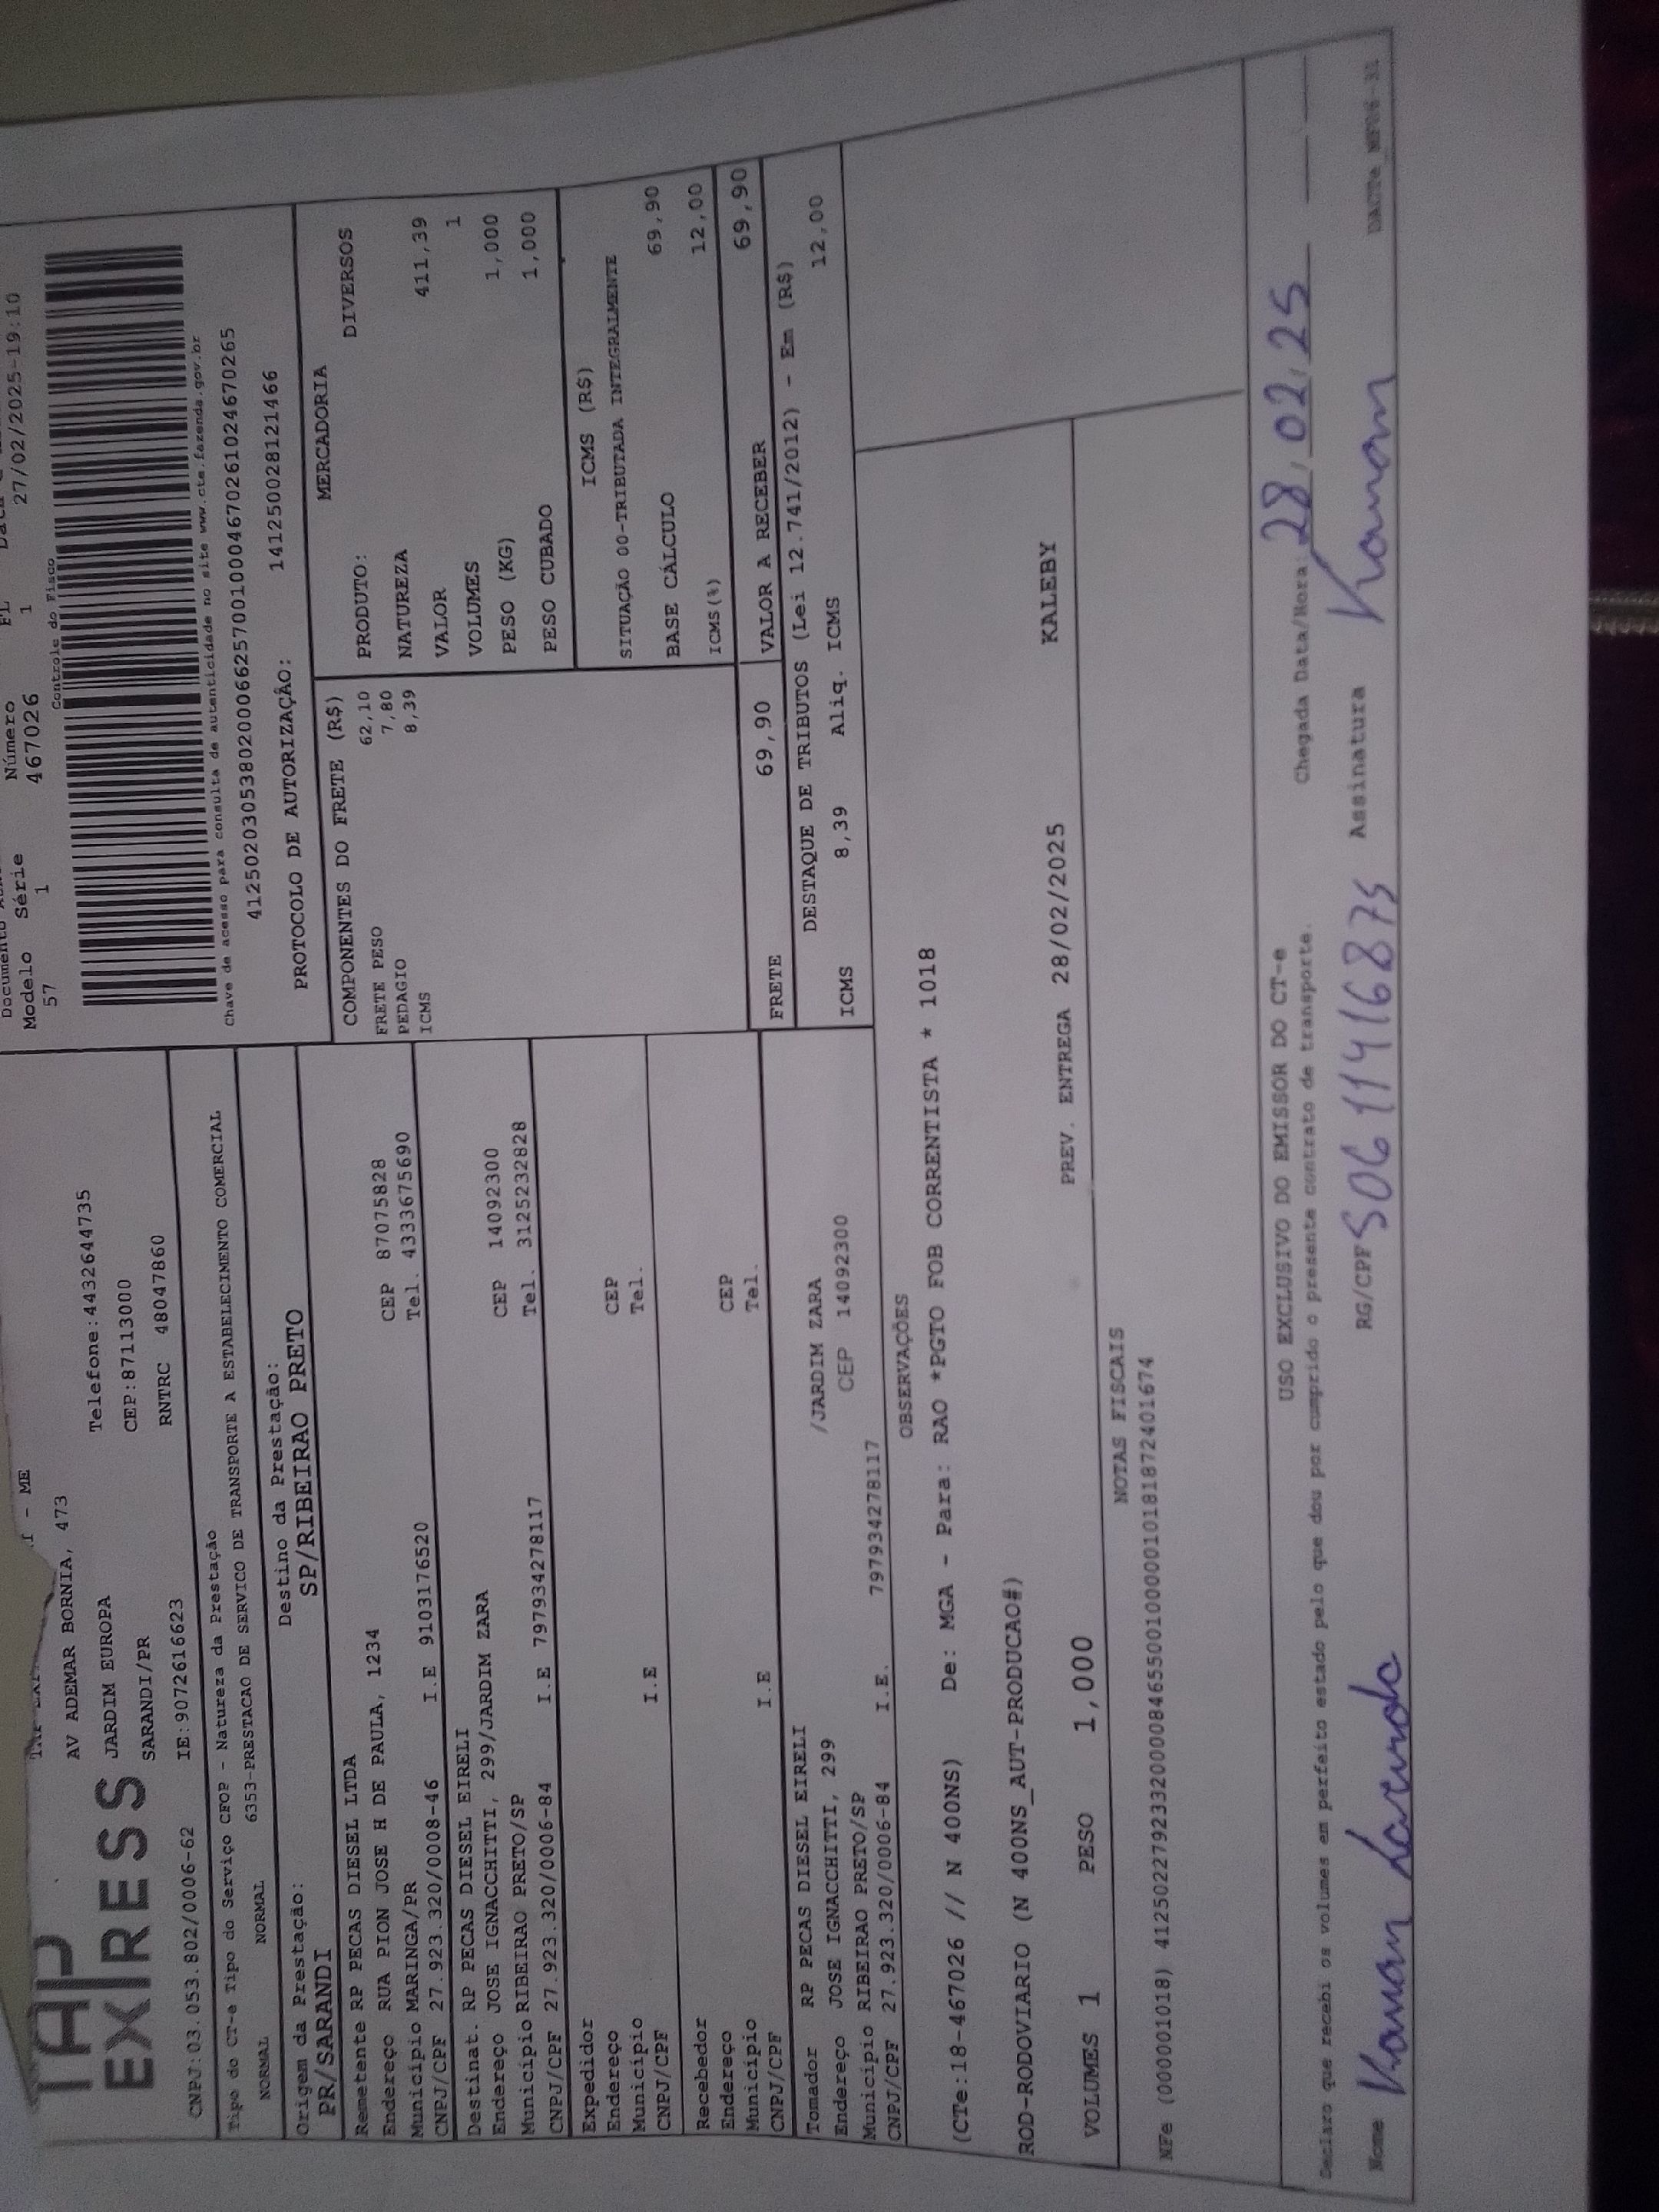 TAP
EXPRESS
- ME
AV ADEMAR BORNIA, 473
JARDIM EUROPA Telefone:4432644735
SARANDI/PR CEP:87113000
CNPJ:03.053.802/0006-62 IE:9072616623 RNTRC 48047860
Tipo do CT-e Tipo do Serviço CFOP - Natureza da Prestação
NORMAL NORMAL 6353-PRESTACAO DE SERVICO DE TRANSPORTE A ESTABELECIMENTO COMERCIAL
Origem da Prestação: Destino da Prestação:
PR/SARANDI SP/RIBEIRAO PRETO
Remetente RP PECAS DIESEL LTDA
Endereço RUA PION JOSE H DE PAULA, 1234 CEP 87075828
Município MARINGA/PR Tel. 4333675690
CNPJ/CPF 27.923.320/0008-46 I.E 9103176520
Destinat. RP PECAS DIESEL EIRELI
Endereço JOSE IGNACCHITTI, 299/JARDIM ZARA CEP 14092300
Município RIBEIRAO PRETO/SP Tel. 3125232828
CNPJ/CPF 27.923.320/0006-84 I.E 797934278117
Expedidor
Endereço CEP
Município Tel.
CNPJ/CPF I.E
Recebedor
Endereço CEP
Município Tel.
CNPJ/CPF I.E
Tomador RP PECAS DIESEL EIRELI
Endereço JOSE IGNACCHITTI, 299 /JARDIM ZARA
Município RIBEIRAO PRETO/SP CEP 14092300
CNPJ/CPF 27.923.320/0006-84 I.E. 797934278117
Modelo Série Número FL
57 1 467026 1 27/02/2025-19:10
Controle do Fisco
Chave de acesso para consulta de autenticidade no site www.cte.fazenda.gov.br
41250203053802000662570010004670261024670265
PROTOCOLO DE AUTORIZAÇÃO: 141250028121466
COMPONENTES DO FRETE (R$)
FRETE PESO 62,10
PEDAGIO 7,80
ICMS 8,39
MERCADORIA
PRODUTO: DIVERSOS
NATUREZA
VALOR 411,39
VOLUMES 1
PESO (KG) 1,000
PESO CUBADO 1,000
ICMS (R$)
SITUAÇÃO 00-TRIBUTADA INTEGRALMENTE
BASE CÁLCULO 69,90
ICMS(%) 12,00
FRETE 69,90 VALOR A RECEBER 69,90
DESTAQUE DE TRIBUTOS (Lei 12.741/2012) - Em (R$)
ICMS 8,39 Aliq. ICMS 12,00
OBSERVAÇÕES
(CTe:18-467026 // N 400NS) De: MGA - Para: RAO *PGTO FOB CORRENTISTA * 1018
ROD-RODOVIARIO (N 400NS_AUT-PRODUCAO#) KALEBY
VOLUMES 1 PESO 1,000 PREV. ENTREGA 28/02/2025
NOTAS FISCAIS
NFe (000001018) 41250227923320000846550010000010181872401674
USO EXCLUSIVO DO EMISSOR DO CT-e
Declaro que recebi os volumes em perfeito estado pelo que dou por cumprido o presente contrato de transporte. Chegada Data/Hora: 28/02/25
Nome RG/CPF 50611416875 Assinatura
DACTe